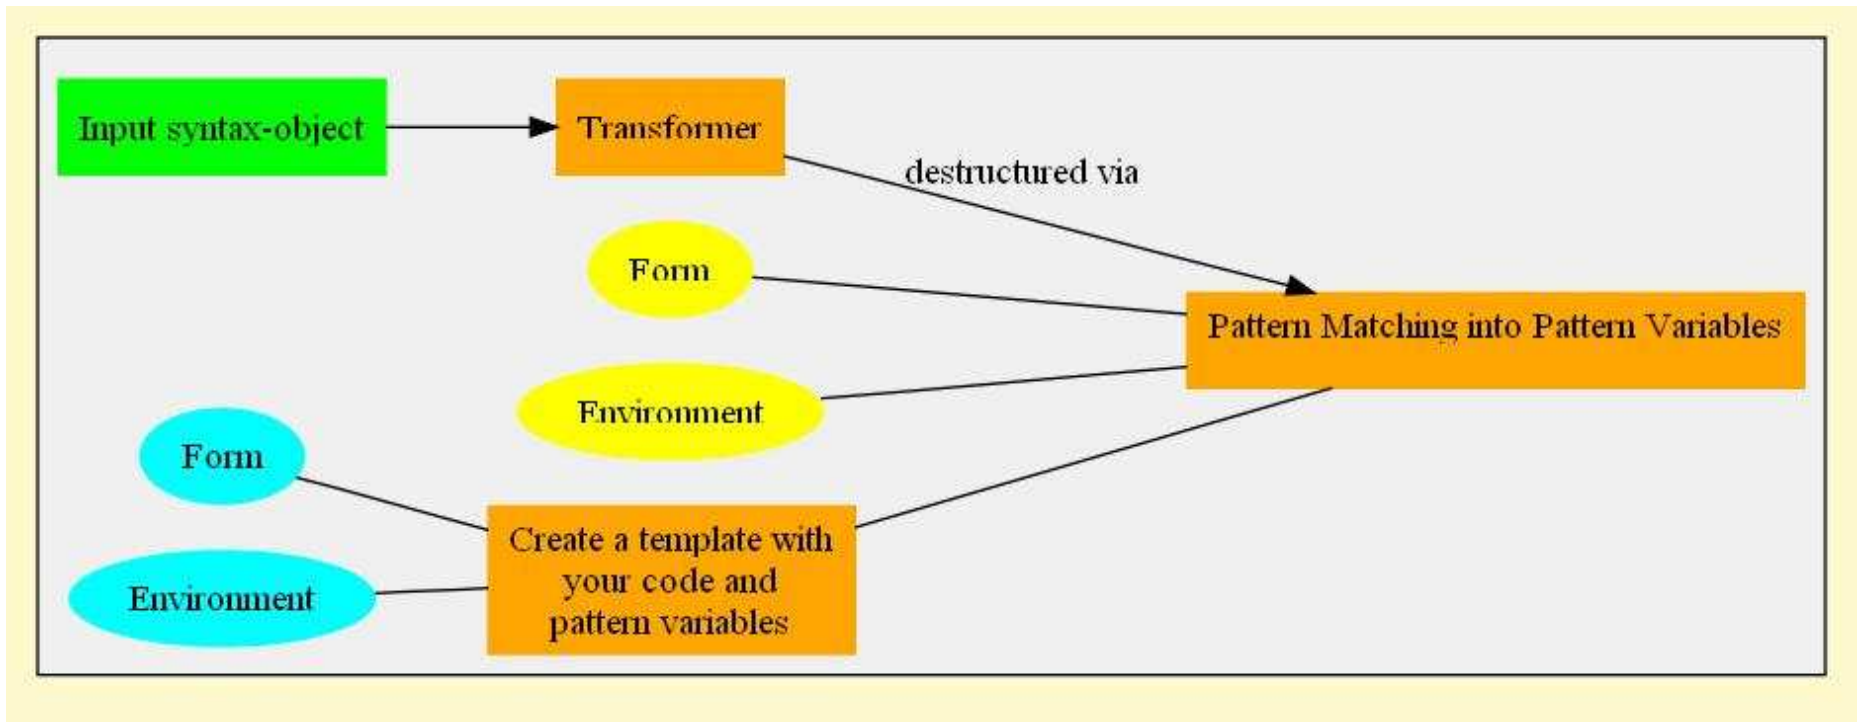 Input syntax-object
Transformer
destructured via
Form
Pattern Matching into Pattern Variables
Environment
Form
Create a template with
your code and
pattern variables
Environment